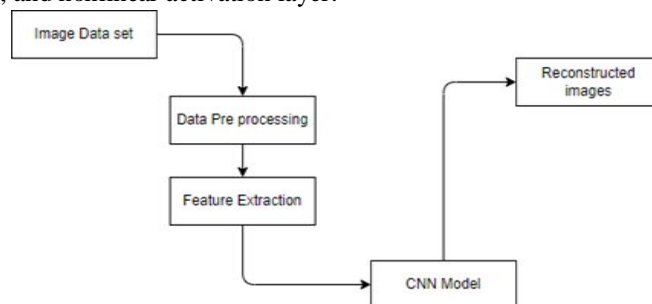 , and nonlinear activation layer.
Image Data set
Data Pre processing
Feature Extraction
CNN Model
Reconstructed
images